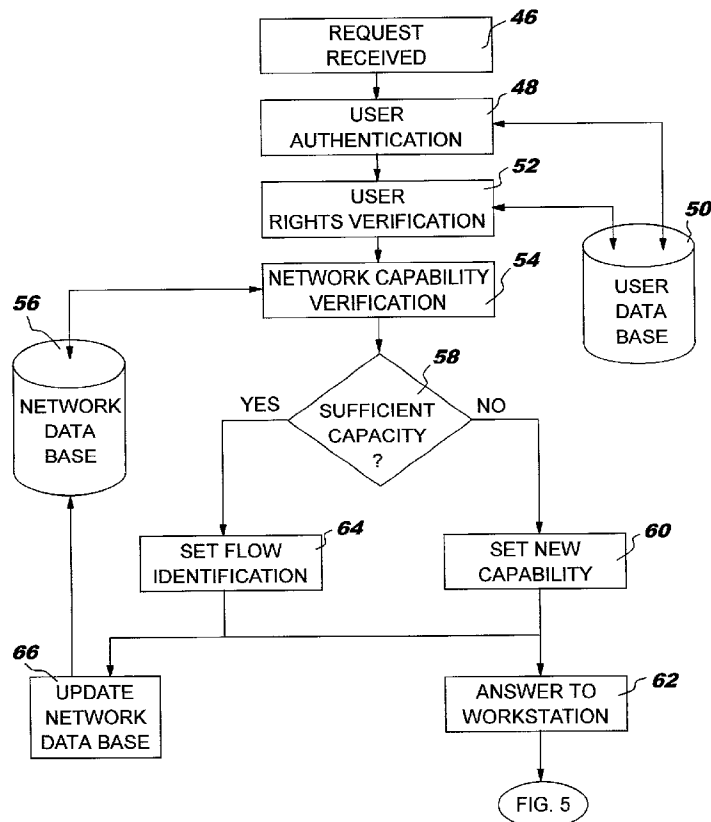 46
REQUEST
RECEIVED
48
USER
AUTHENTICATION
52
USER
RIGHTS VERIFICATION
50
USER
DATA
BASE
54
NETWORK CAPABILITY
VERIFICATION
56
NETWORK
DATA
BASE
58
YES
SUFFICIENT
CAPACITY
?
NO
64
SET FLOW
IDENTIFICATION
60
SET NEW
CAPABILITY
66
UPDATE
NETWORK
DATA BASE
62
ANSWER TO
WORKSTATION
FIG. 5